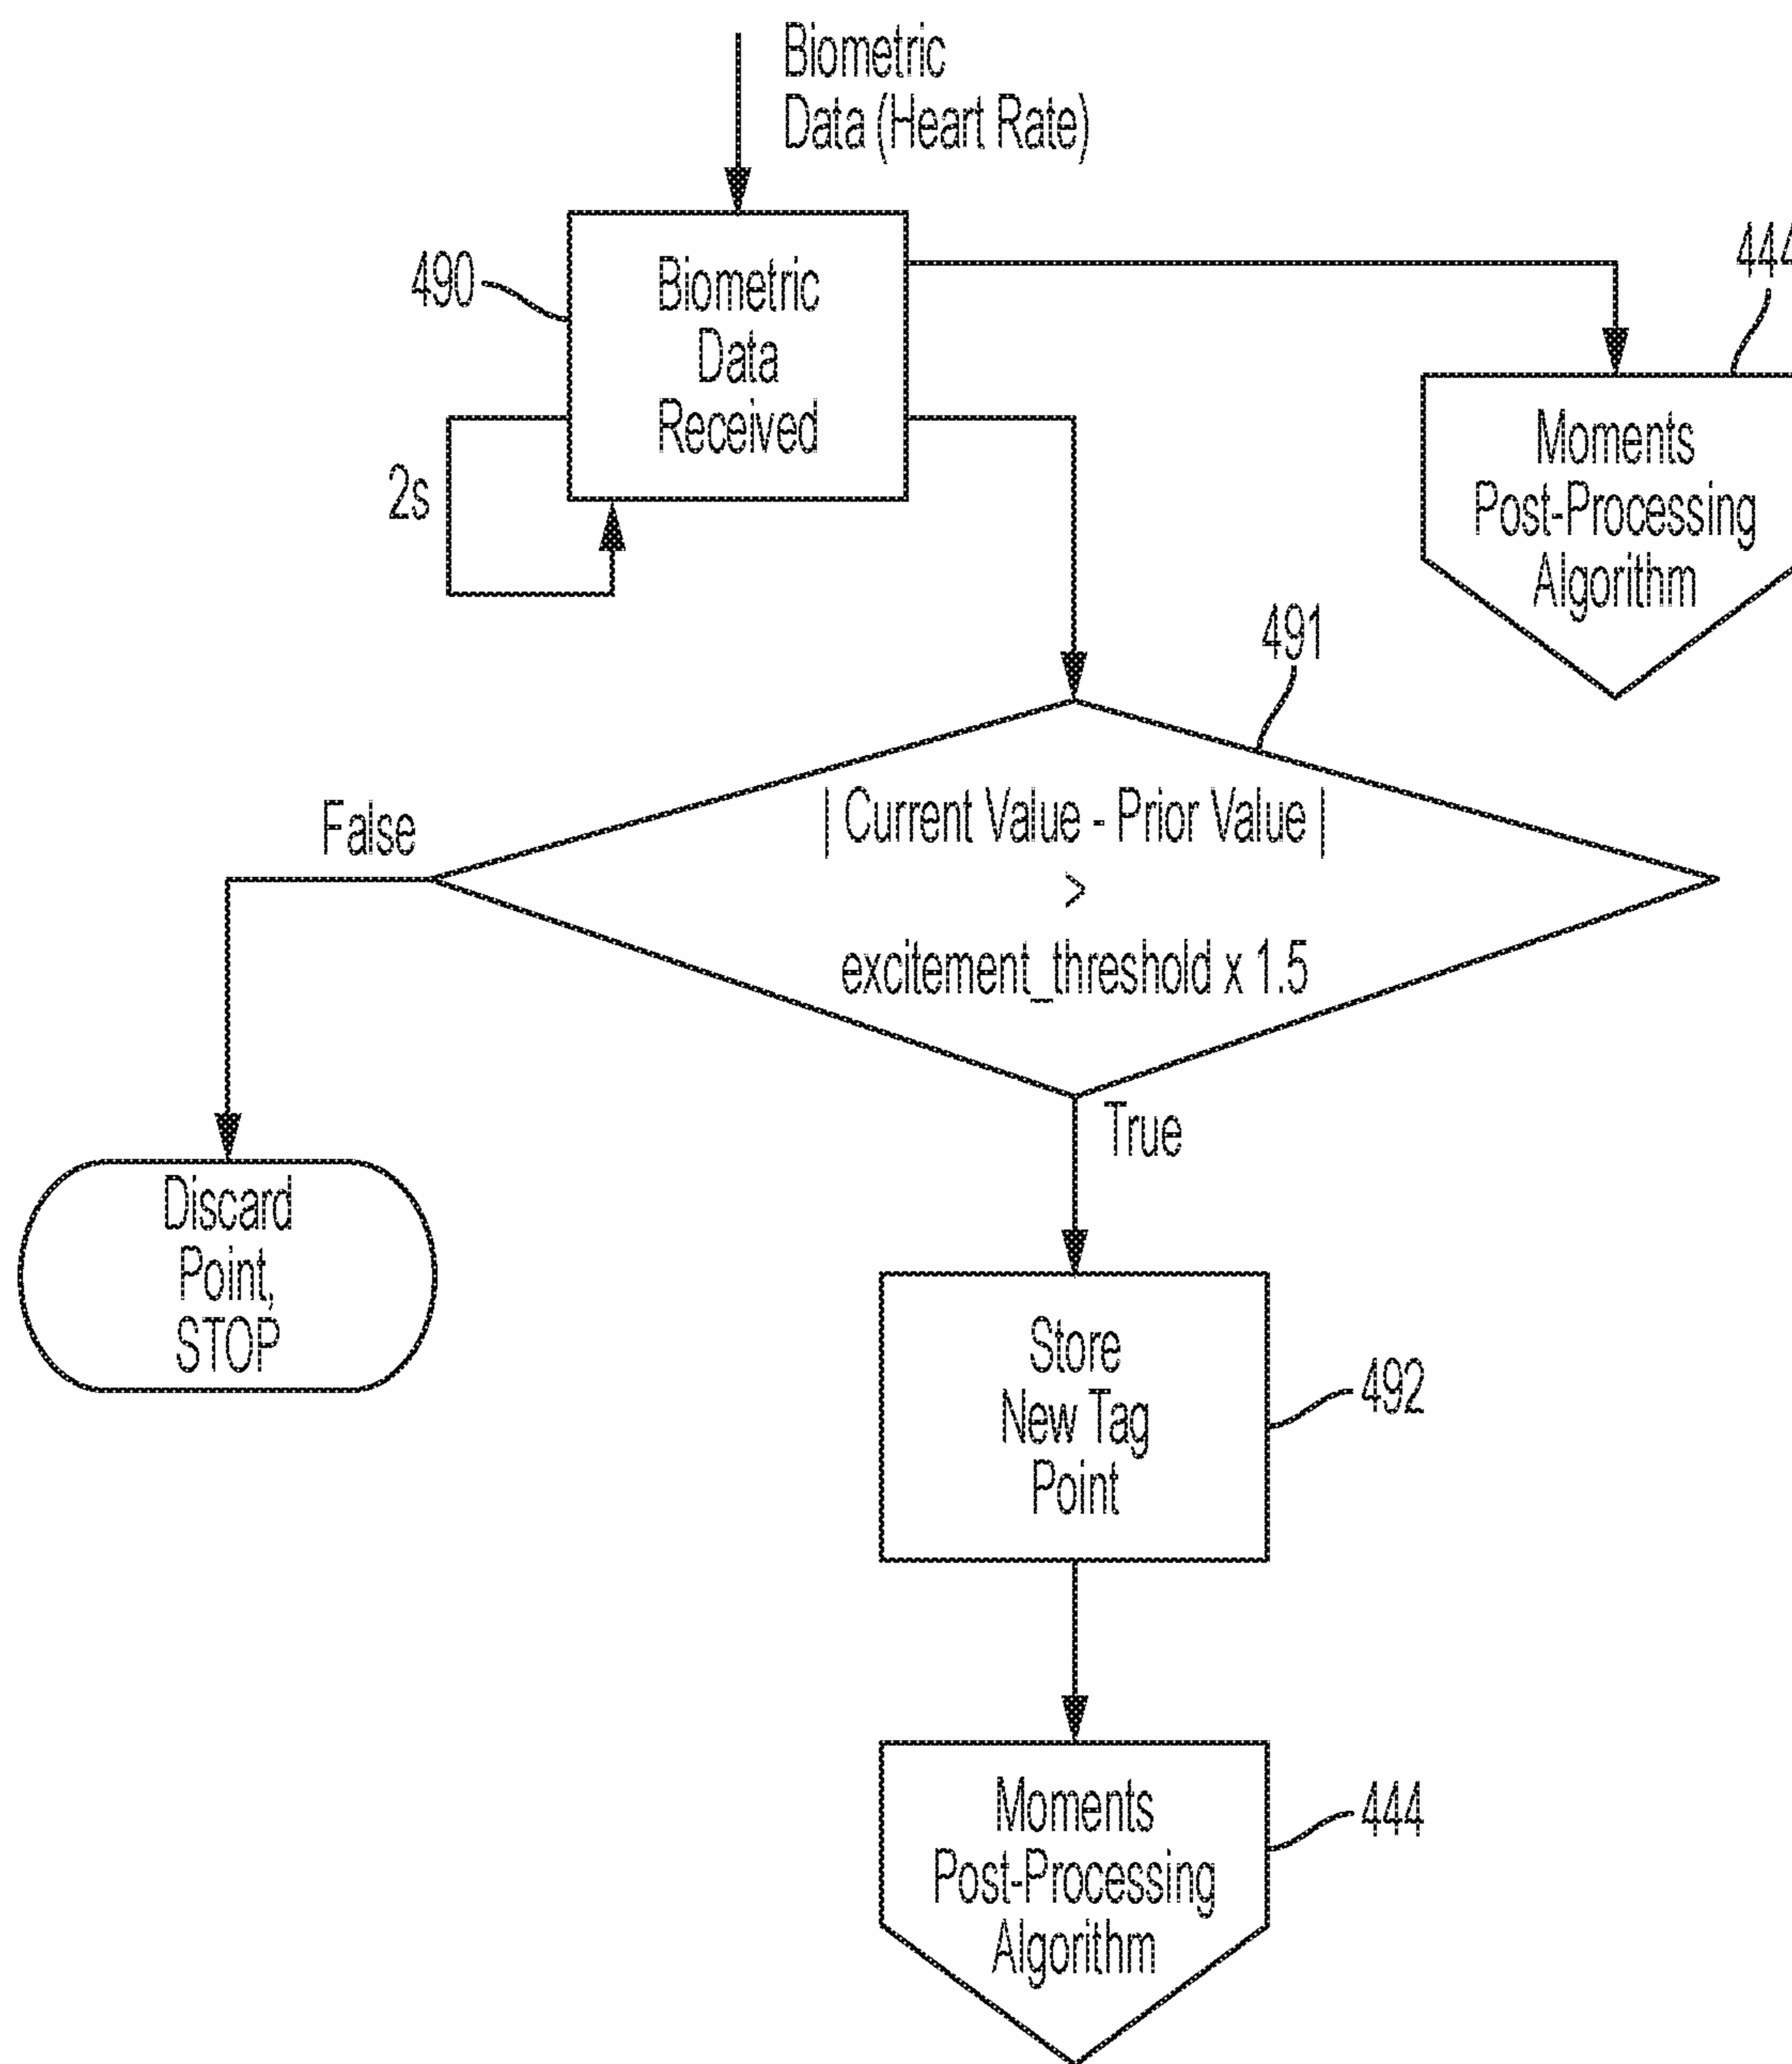 Biometric
Data (Heart Rate)
490
Biometric
Data
Received
444
Moments
Post-Processing
Algorithm
2s
491
| Current Value - Prior Value |
>
excitement_threshold x 1.5
False
True
Discard
Point,
STOP
Store
New Tag
Point
492
Moments
Post-Processing
Algorithm
444